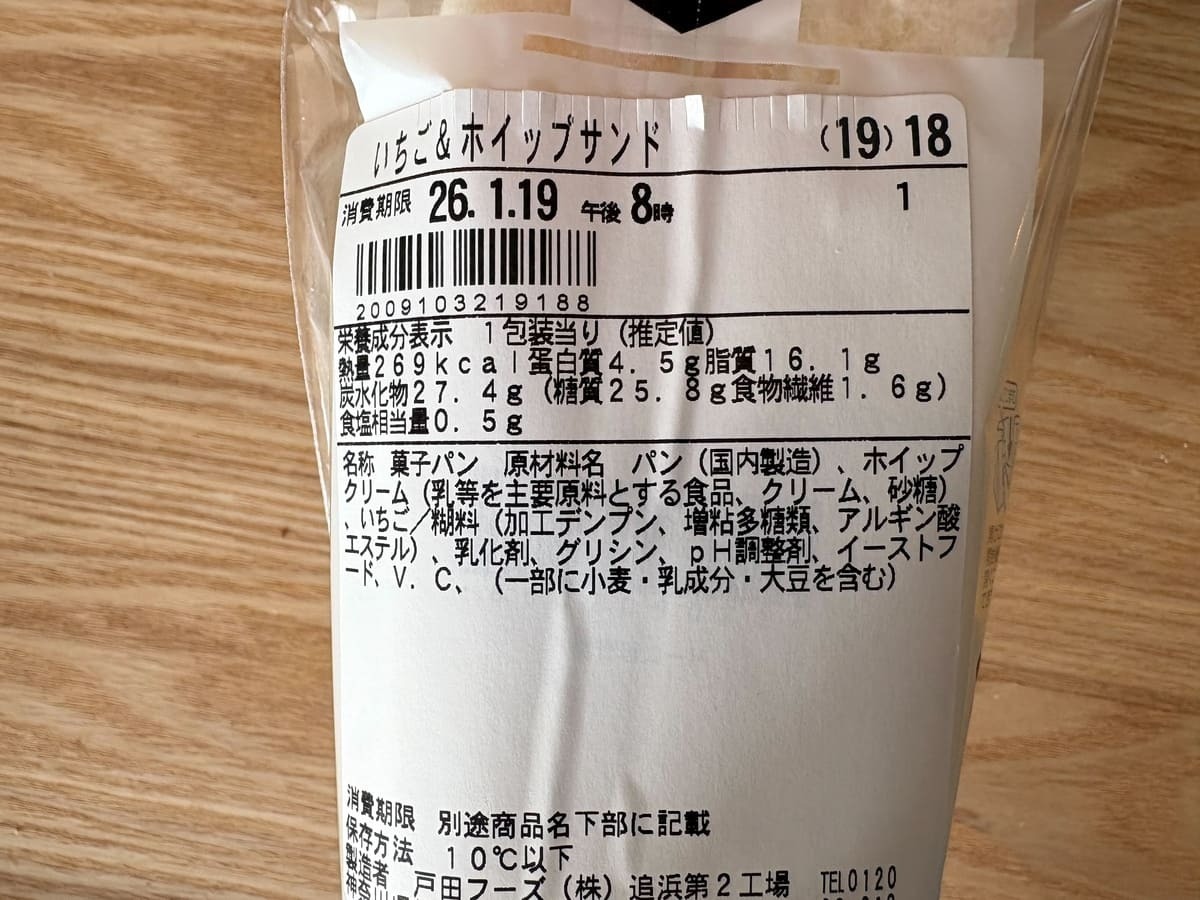 いちご&ホイップサンド (19) 18
消費期限 26.1.19 午後 8時 1
2009103219188
栄養成分表示 1包装当り(推定値)
熱量269kcal蛋白質4.5g脂質16.1g
炭水化物27.4g(糖質25.8g食物繊維1.6g)
食塩相当量0.5g
名称 菓子パン 原材料名 パン(国内製造)、ホイップ
クリーム(乳等を主要原料とする食品、クリーム、砂糖)
、いちご/糊料(加工デンプン、増粘多糖類、アルギン酸
エステル)、乳化剤、グリシン、pH調整剤、イーストフ
ード、V.C、(一部に小麦・乳成分・大豆を含む)
消費期限 別途商品名下部に記載
保存方法 10℃以下
製造者 戸田フーズ(株)追浜第2工場 TEL0120